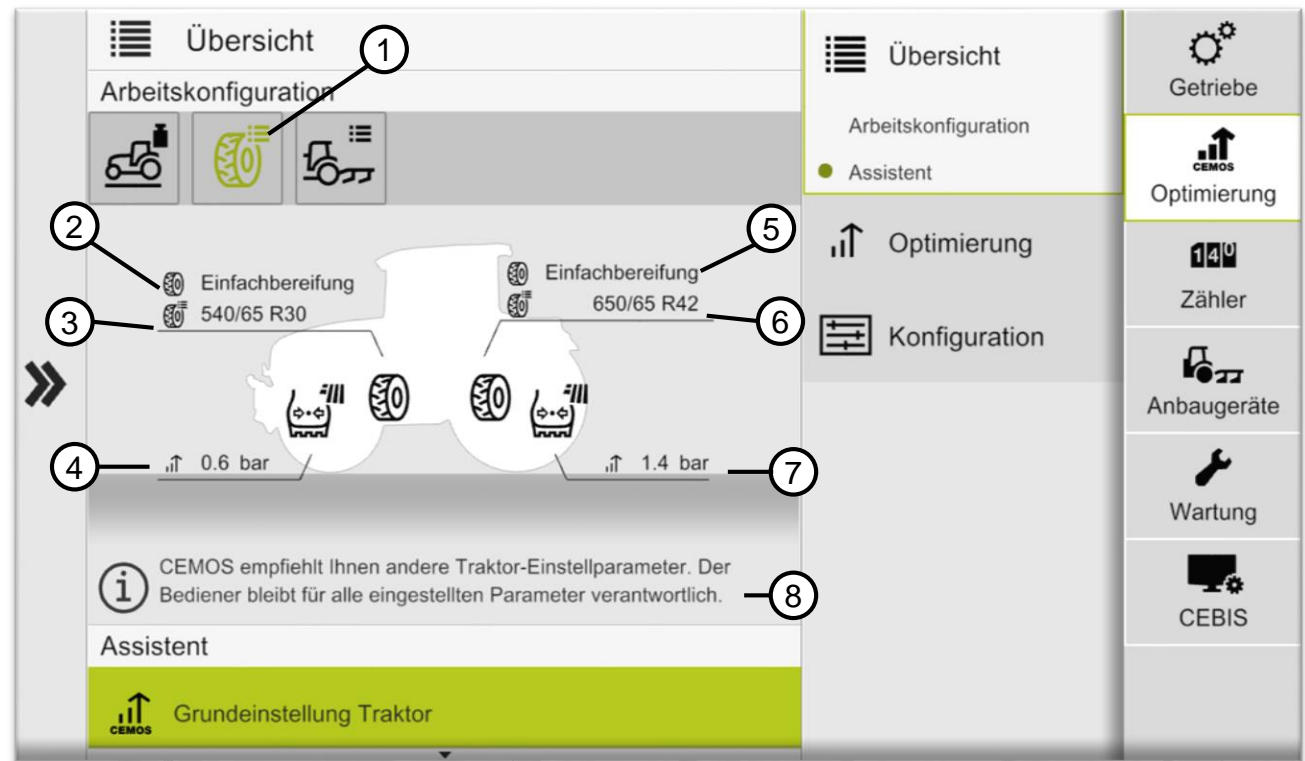 Übersicht
1
Arbeitskonfiguration
2
Einfachbereifung
3
540/65 R30
5
Einfachbereifung
650/65 R42
6
4
0.6 bar
1.4 bar
7
CEMOS empfiehlt Ihnen andere Traktor-Einstellparameter. Der
Bediener bleibt für alle eingestellten Parameter verantwortlich.
8
Assistent
CEMOS
Grundeinstellung Traktor
Übersicht
Arbeitskonfiguration
Assistent
Optimierung
Konfiguration
Getriebe
CEMOS
Optimierung
140
Zähler
Anbaugeräte
Wartung
CEBIS